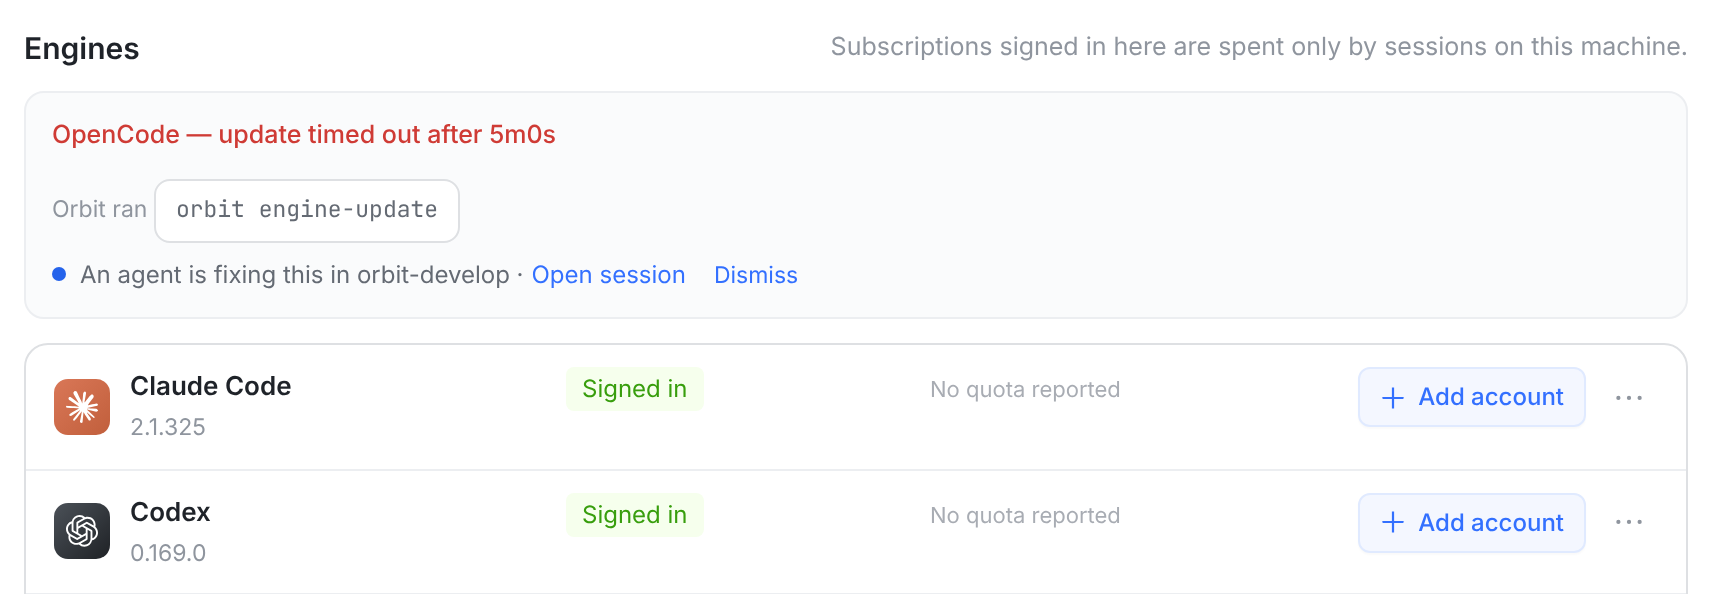 Engines
Subscriptions signed in here are spent only by sessions on this machine.
OpenCode — update timed out after 5m0s
Orbit ran orbit engine-update
An agent is fixing this in orbit-develop · Open session Dismiss
Claude Code
2.1.325
Signed in
No quota reported
+ Add account
Codex
0.169.0
Signed in
No quota reported
+ Add account